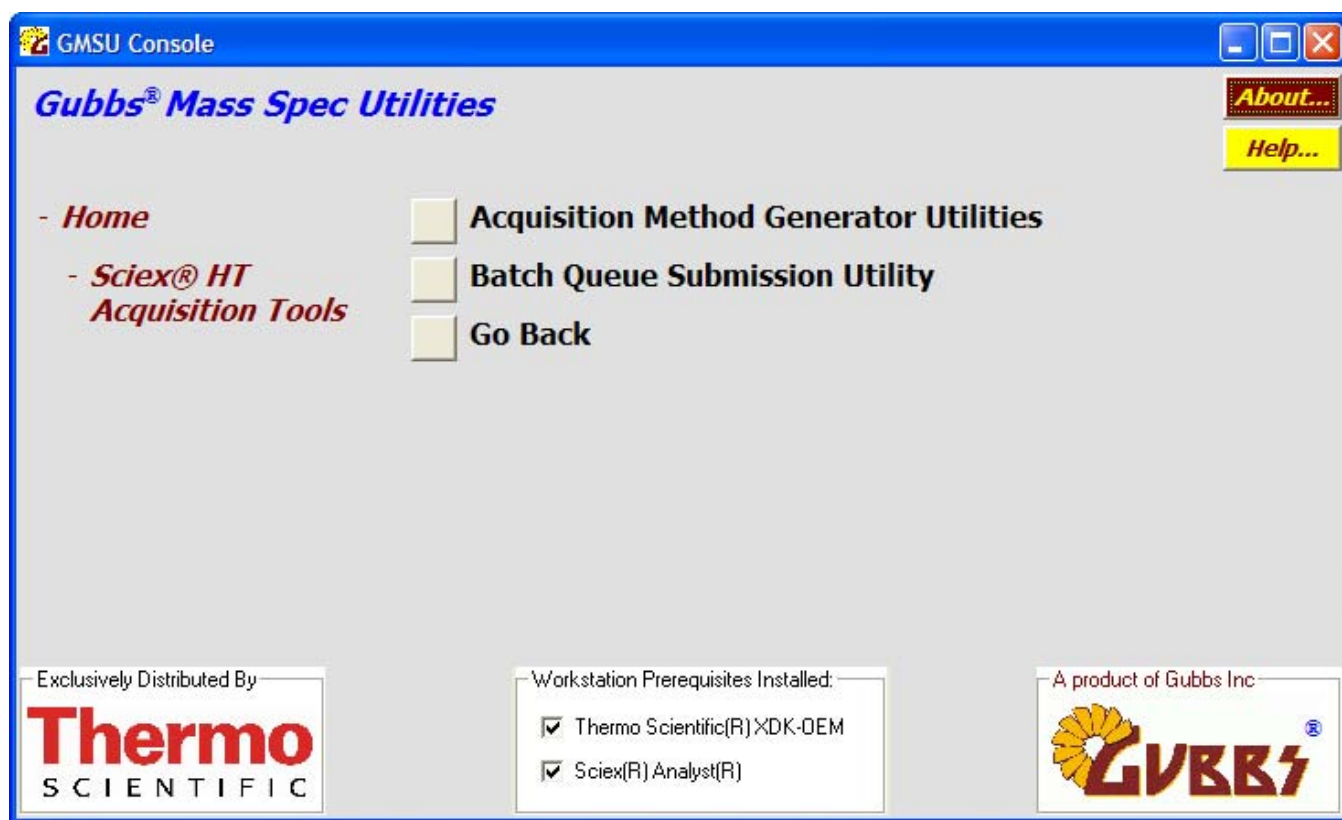 GMSU Console
Gubbs® Mass Spec Utilities
About...
Help...
- Home
- Sciex® HT
Acquisition Tools
Acquisition Method Generator Utilities
Batch Queue Submission Utility
Go Back
Exclusively Distributed By
Thermo
SCIENTIFIC
Workstation Prerequisites Installed:
Thermo Scientific(R) XDK-OEM
Sciex(R) Analyst(R)
A product of Gubbs Inc
GUBBS®